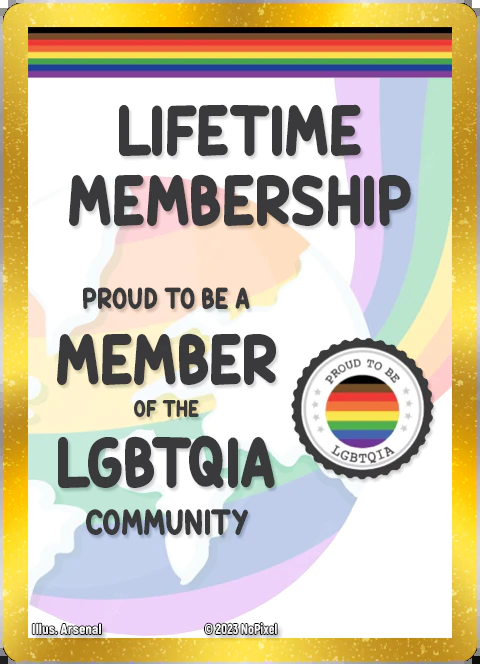 LIFETIME
MEMBERSHIP
PROUD TO BE A
MEMBER
OF THE
LGBTQIA
COMMUNITY
PROUD TO BE
LGBTQIA
Illus. Arsenal
© 2023 NoPixel